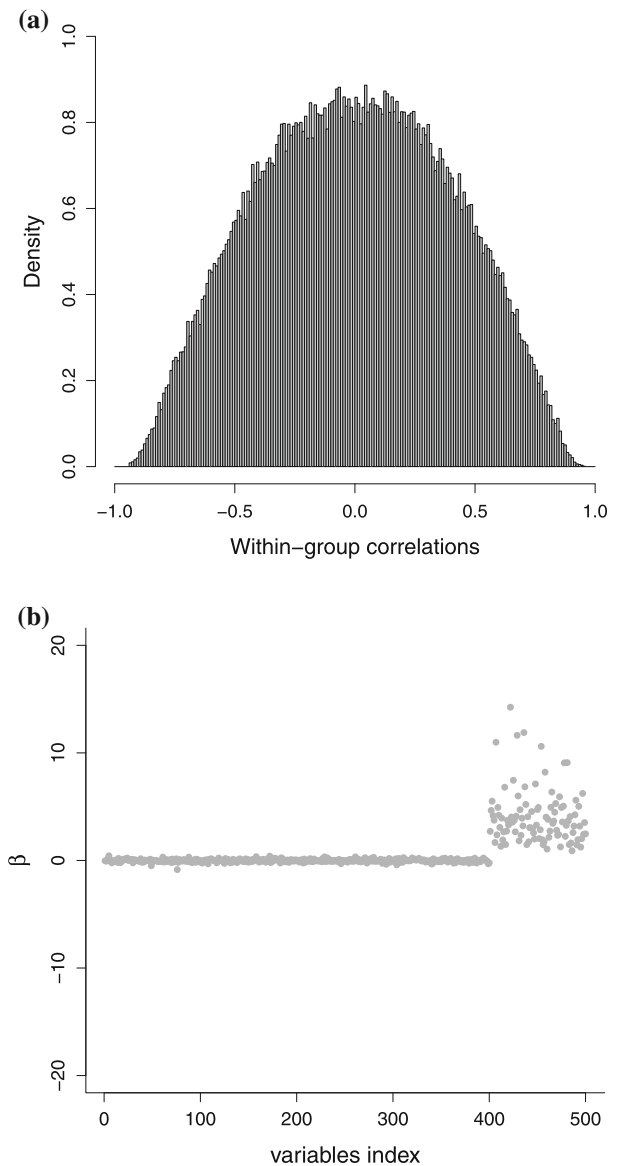 (a)
1.0
0.8
0.6
0.4
0.2
0.0
Density
−1.0 −0.5 0.0 0.5 1.0
Within−group correlations
(b)
20
10
0
−10
−20
β
0 100 200 300 400 500
variables index